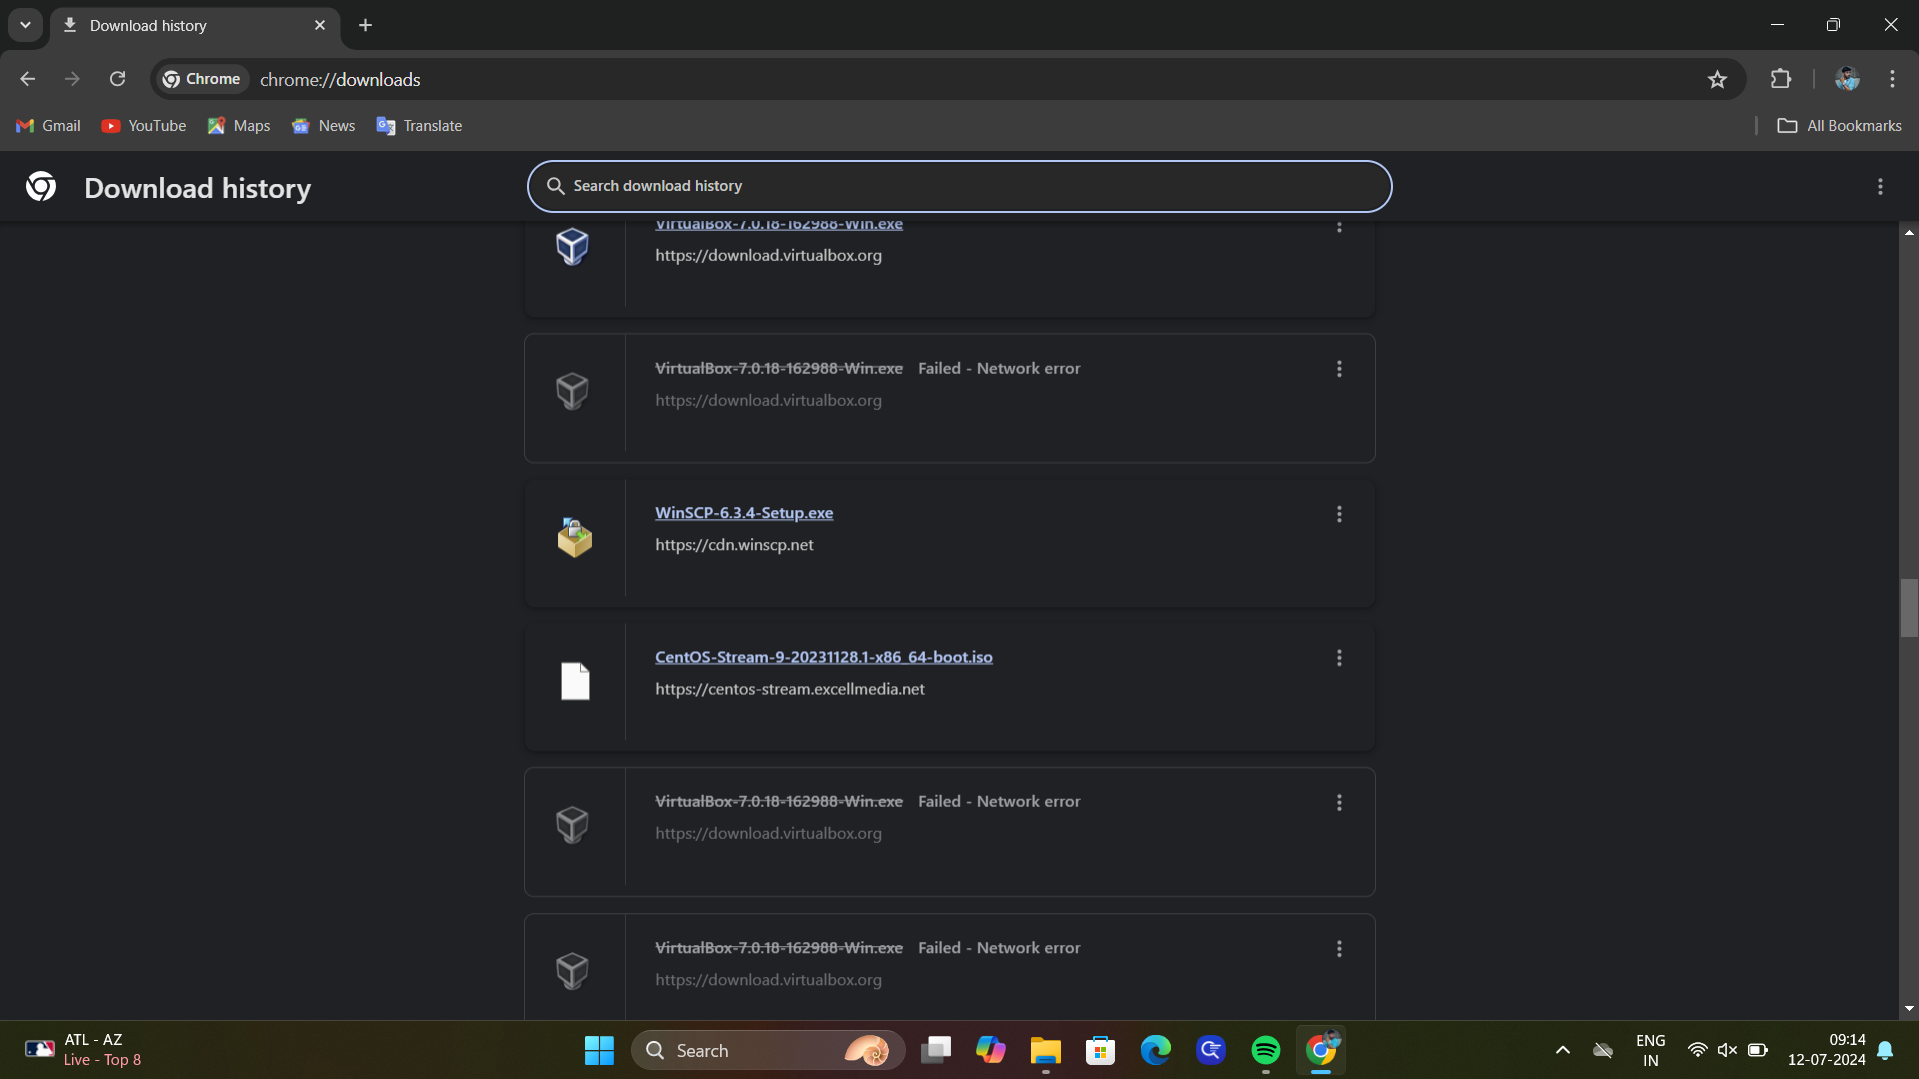 Download history
Chrome
chrome://downloads
Gmail
YouTube
Maps
News
Translate
All Bookmarks
Download history
Search download history
VirtualBox-7.0.18-162988-Win.exe
https://download.virtualbox.org
VirtualBox-7.0.18-162988-Win.exe Failed - Network error
https://download.virtualbox.org
WinSCP-6.3.4-Setup.exe
https://cdn.winscp.net
CentOS-Stream-9-20231128.1-x86_64-boot.iso
https://centos-stream.excellmedia.net
VirtualBox-7.0.18-162988-Win.exe Failed - Network error
https://download.virtualbox.org
VirtualBox-7.0.18-162988-Win.exe Failed - Network error
https://download.virtualbox.org
ATL - AZ
Live - Top 8
Search
ENG
IN
09:14
12-07-2024